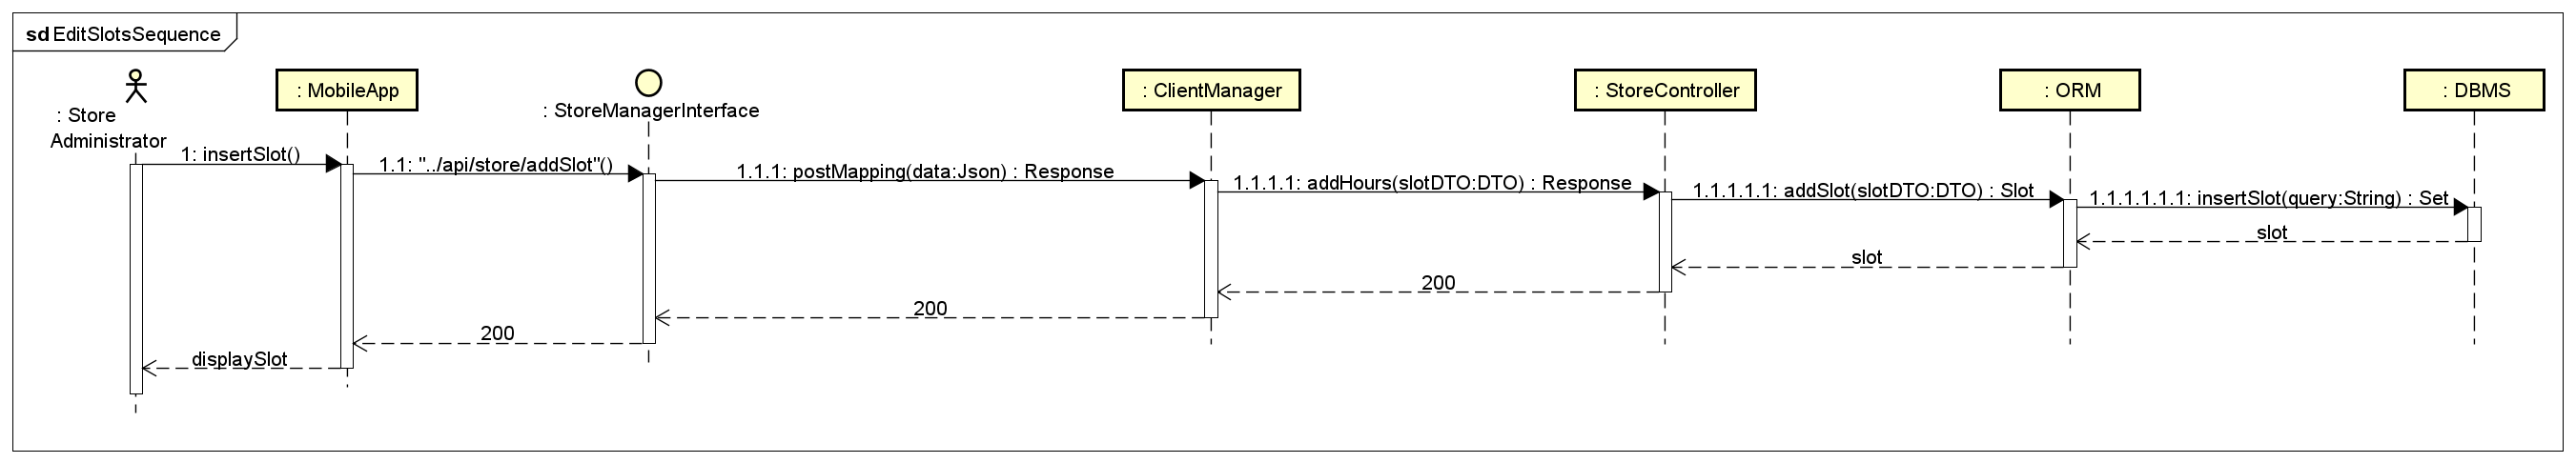 sd EditSlotsSequence
: Store
Administrator
: MobileApp
: StoreManagerInterface
: ClientManager
: StoreController
: ORM
: DBMS
1: insertSlot()
1.1: "../api/store/addSlot"()
1.1.1: postMapping(data:Json) : Response
1.1.1.1: addHours(slotDTO:DTO) : Response
1.1.1.1.1: addSlot(slotDTO:DTO) : Slot
1.1.1.1.1.1: insertSlot(query:String) : Set
slot
slot
200
200
200
displaySlot